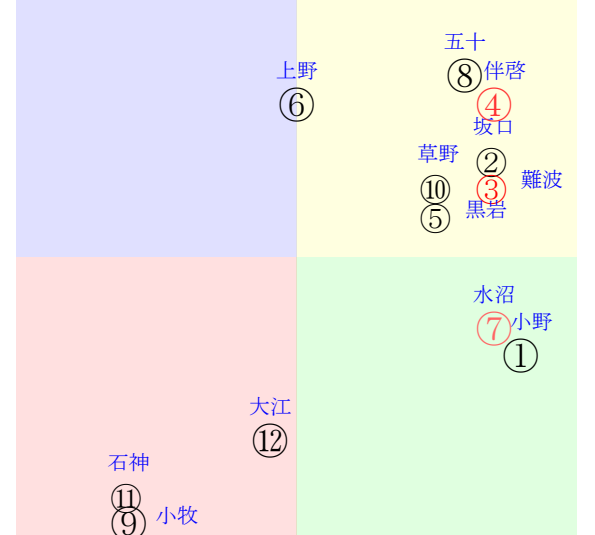 五十
上野
伴啓
⑧
⑥
④
坂口
草野
②
難波
⑩
③
黒岩
⑤
水沼
小野
⑦
①
大江
⑫
石神
⑪
小牧
⑨